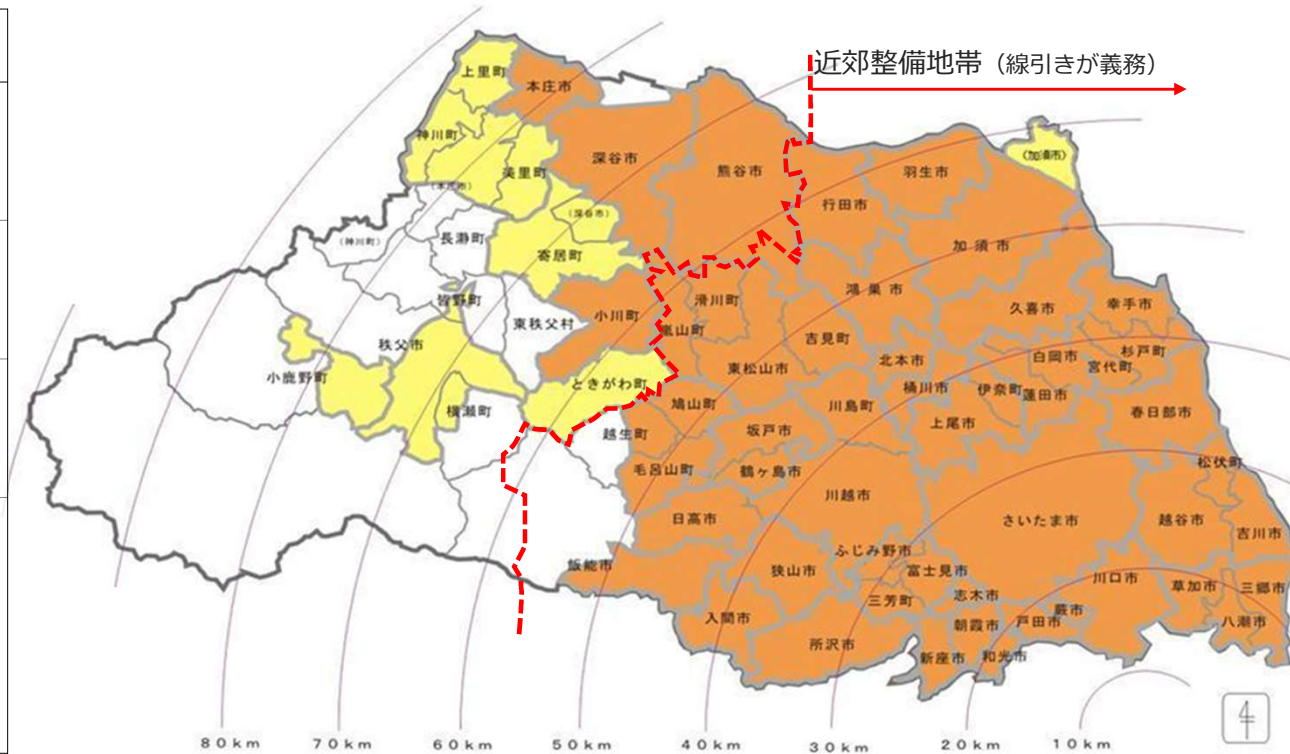 近郊整備地帯（線引きが義務）
上里町
本庄市
神川町
美里町
深谷市
熊谷市
行田市
羽生市
（加須市）
（本庄市）
（深谷市）
（神川町）
長瀞町
寄居町
加須市
皆野町
東秩父村
小川町
滑川町
嵐山町
鴻巣市
久喜市
幸手市
秩父市
吉見町
小鹿野町
ときがわ町
東松山市
北本市
白岡市
杉戸町
宮代町
桶川市
伊奈町
蓮田市
横瀬町
鳩山町
川島町
上尾市
春日部市
越生町
坂戸市
毛呂山町
鶴ヶ島市
松伏町
川越市
日高市
さいたま市
越谷市
吉川市
飯能市
狭山市
ふじみ野市
富士見市
川口市
草加市
三郷市
三芳町
志木市
蕨市
入間市
所沢市
朝霞市
戸田市
八潮市
新座市
和光市
80km
70km
60km
50km
40km
30km
20km
10km